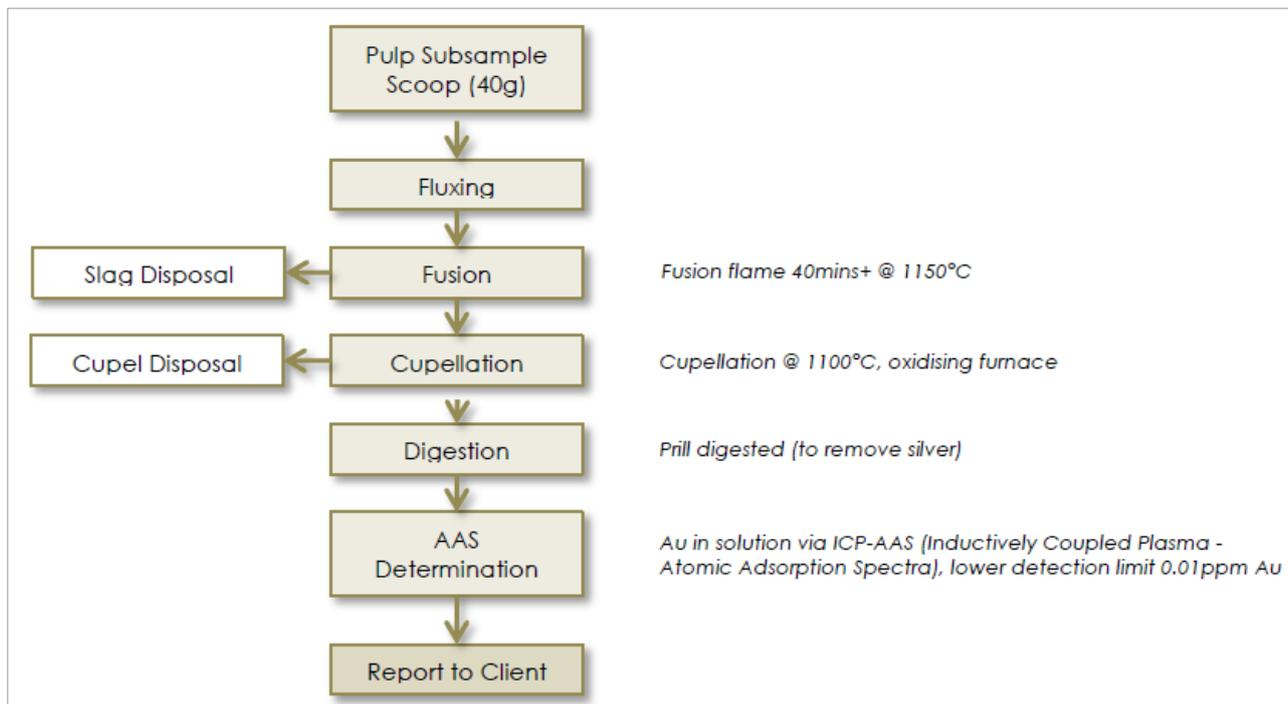 Pulp Subsample
Scoop (40g)
Fluxing
Slag Disposal
Fusion
Fusion flame 40mins+ @ 1150°C
Cupel Disposal
Cupellation
Cupellation @ 1100°C, oxidising furnace
Digestion
Prill digested (to remove silver)
AAS
Determination
Au in solution via ICP-AAS (Inductively Coupled Plasma -
Atomic Adsorption Spectra), lower detection limit 0.01ppm Au
Report to Client